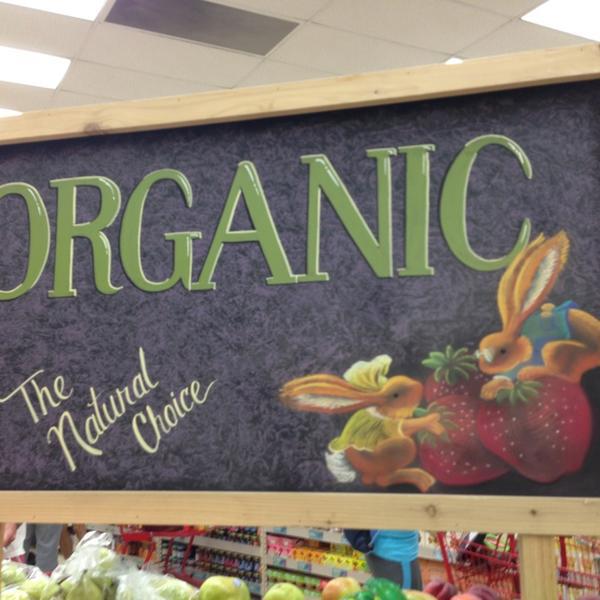 ORGANIC
The
Natural
Choice